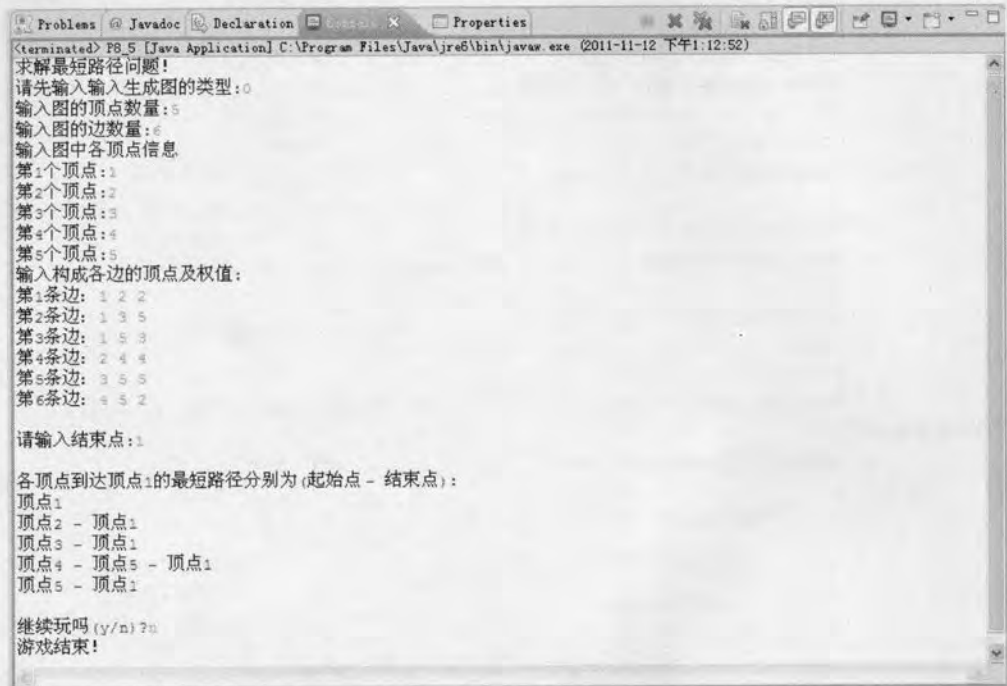 Problems @ Javadoc Declaration Console Properties
<terminated> P8_5 [Java Application] C:\Program Files\Java\jre6\bin\javaw.exe (2011-11-12 下午1:12:52)
求解最短路径问题!
请先输入输入生成图的类型:0
输入图的顶点数量:5
输入图的边数量:6
输入图中各顶点信息
第1个顶点:1
第2个顶点:2
第3个顶点:3
第4个顶点:4
第5个顶点:5
输入构成各边的顶点及权值:
第1条边: 1 2 2
第2条边: 1 3 5
第3条边: 1 5 3
第4条边: 2 4 4
第5条边: 3 5 5
第6条边: 4 5 2
请输入结束点:1
各顶点到达顶点1的最短路径分别为(起始点 - 结束点):
顶点1
顶点2 - 顶点1
顶点3 - 顶点1
顶点4 - 顶点5 - 顶点1
顶点5 - 顶点1
继续玩吗(y/n)?n
游戏结束!